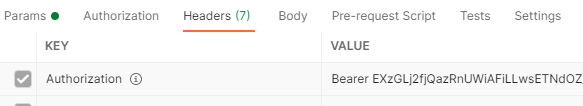 Params Authorization Headers (7) Body Pre-request Script Tests Settings
KEY VALUE
Authorization Bearer EXzGLj2fjQazRnUWiAFiLLwsETNdOZ